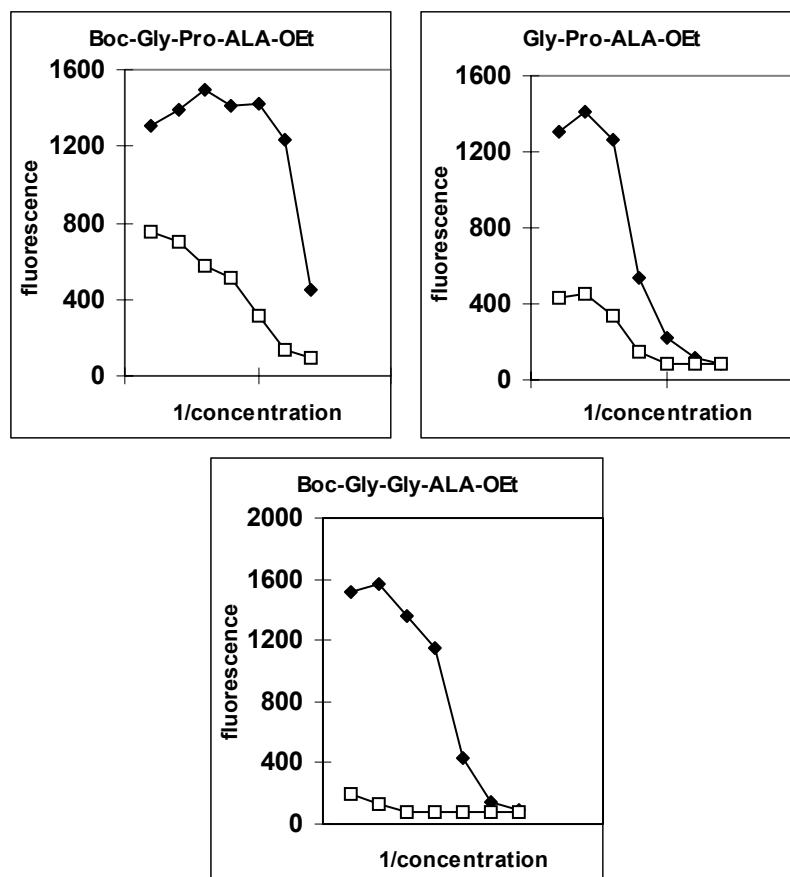 Boc-Gly-Pro-ALA-OEt
1600
1200
800
400
0
fluorescence
1/concentration
Gly-Pro-ALA-OEt
1600
1200
800
400
0
fluorescence
1/concentration
Boc-Gly-Gly-ALA-OEt
2000
1600
1200
800
400
0
fluorescence
1/concentration